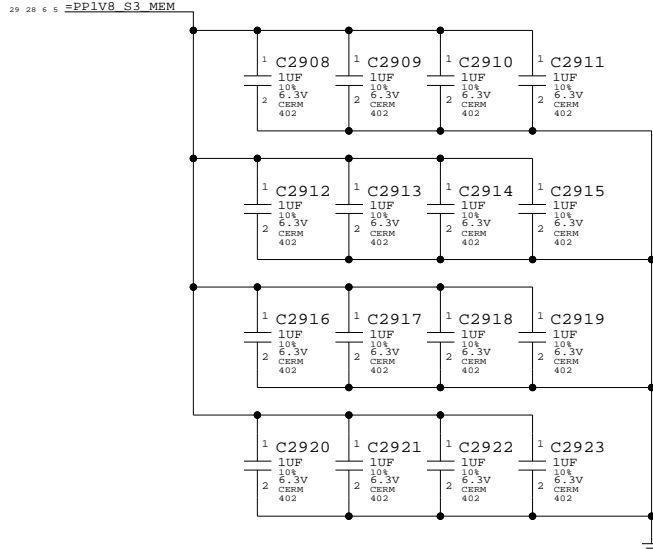 29 28 6 5 =PP1V8_S3_MEM
1 C2908 1 C2909 1 C2910 1 C2911
1UF 1UF 1UF 1UF
10% 10% 10% 10%
2 6.3V 2 6.3V 2 6.3V 2 6.3V
CERM CERM CERM CERM
402 402 402 402
1 C2912 1 C2913 1 C2914 1 C2915
1UF 1UF 1UF 1UF
10% 10% 10% 10%
2 6.3V 2 6.3V 2 6.3V 2 6.3V
CERM CERM CERM CERM
402 402 402 402
1 C2916 1 C2917 1 C2918 1 C2919
1UF 1UF 1UF 1UF
10% 10% 10% 10%
2 6.3V 2 6.3V 2 6.3V 2 6.3V
CERM CERM CERM CERM
402 402 402 402
1 C2920 1 C2921 1 C2922 1 C2923
1UF 1UF 1UF 1UF
10% 10% 10% 10%
2 6.3V 2 6.3V 2 6.3V 2 6.3V
CERM CERM CERM CERM
402 402 402 402